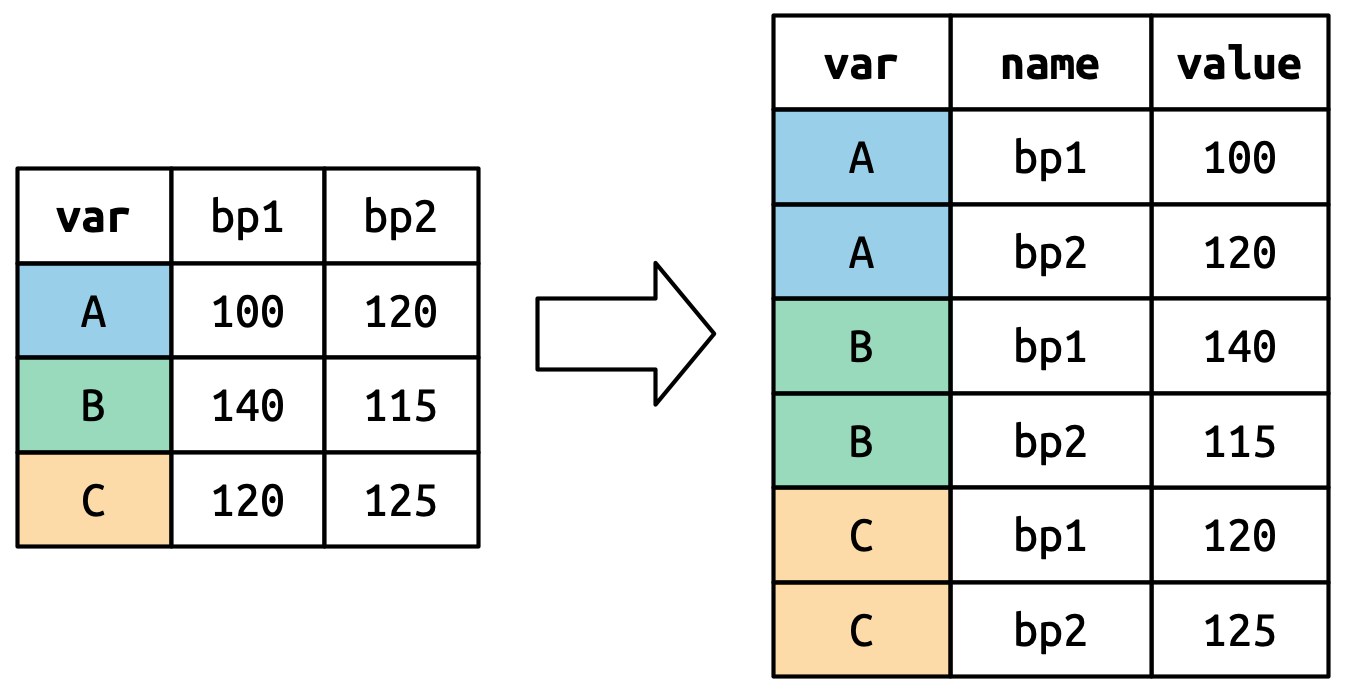 var bp1 bp2
A 100 120
B 140 115
C 120 125
var name value
A bp1 100
A bp2 120
B bp1 140
B bp2 115
C bp1 120
C bp2 125